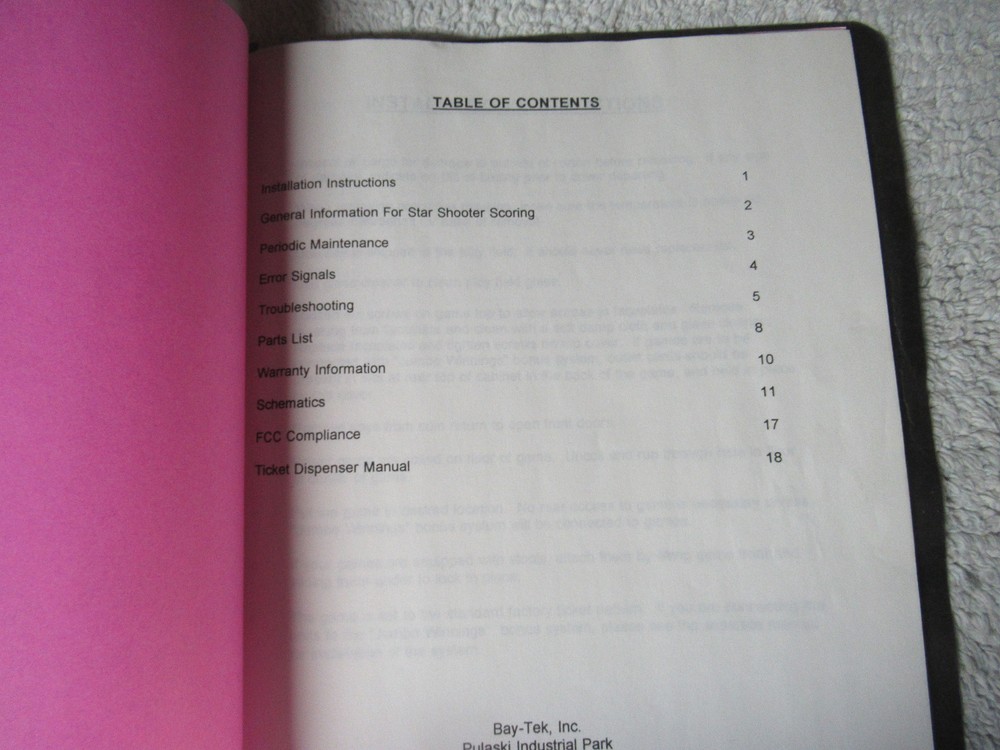 TABLE OF CONTENTS
Installation Instructions 1
General Information For Star Shooter Scoring 2
Periodic Maintenance 3
Error Signals 4
Troubleshooting 5
Parts List 8
Warranty Information 10
Schematics 11
FCC Compliance 17
Ticket Dispenser Manual 18
Bay-Tek, Inc.
Pulaski Industrial Park